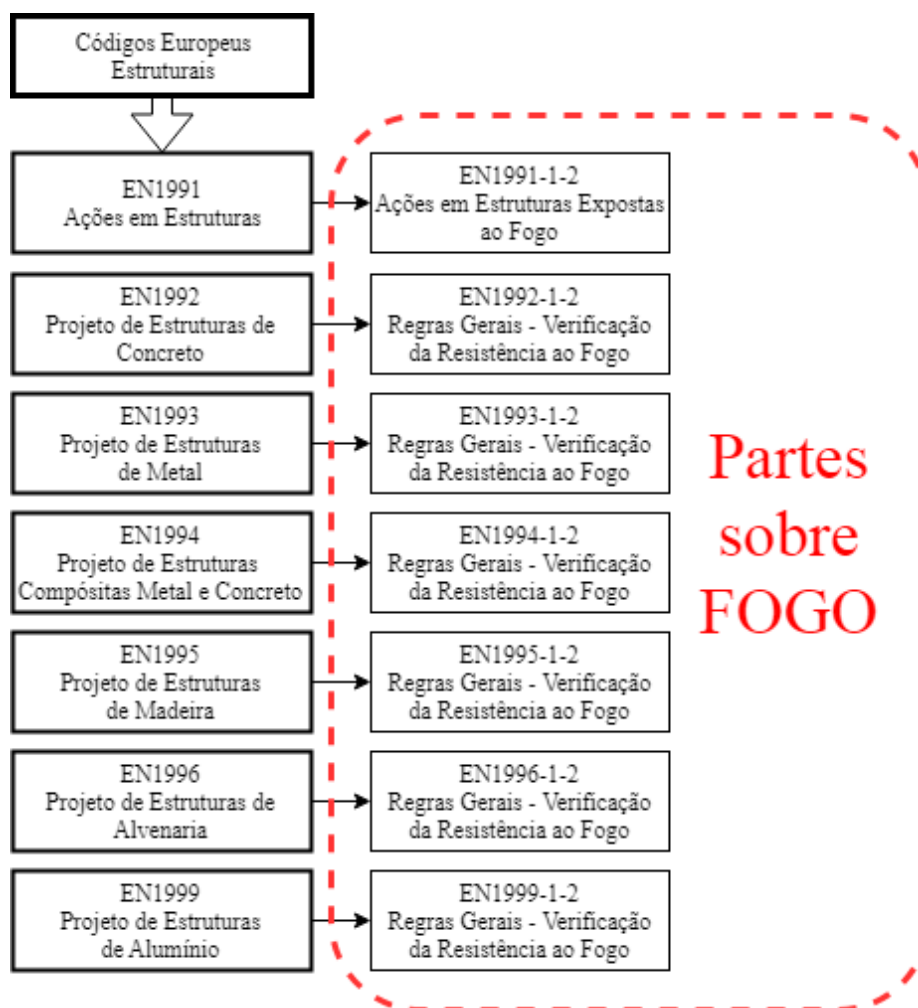 Códigos Europeus
Estruturais
EN1991
Ações em Estruturas
EN1991-1-2
Ações em Estruturas Expostas
ao Fogo
EN1992
Projeto de Estruturas de
Concreto
EN1992-1-2
Regras Gerais - Verificação
da Resistência ao Fogo
EN1993
Projeto de Estruturas
de Metal
EN1993-1-2
Regras Gerais - Verificação
da Resistência ao Fogo
EN1994
Projeto de Estruturas
Compósitas Metal e Concreto
EN1994-1-2
Regras Gerais - Verificação
da Resistência ao Fogo
EN1995
Projeto de Estruturas
de Madeira
EN1995-1-2
Regras Gerais - Verificação
da Resistência ao Fogo
EN1996
Projeto de Estruturas de
Alvenaria
EN1996-1-2
Regras Gerais - Verificação
da Resistência ao Fogo
EN1999
Projeto de Estruturas
de Alumínio
EN1999-1-2
Regras Gerais - Verificação
da Resistência ao Fogo
Partes
sobre
FOGO